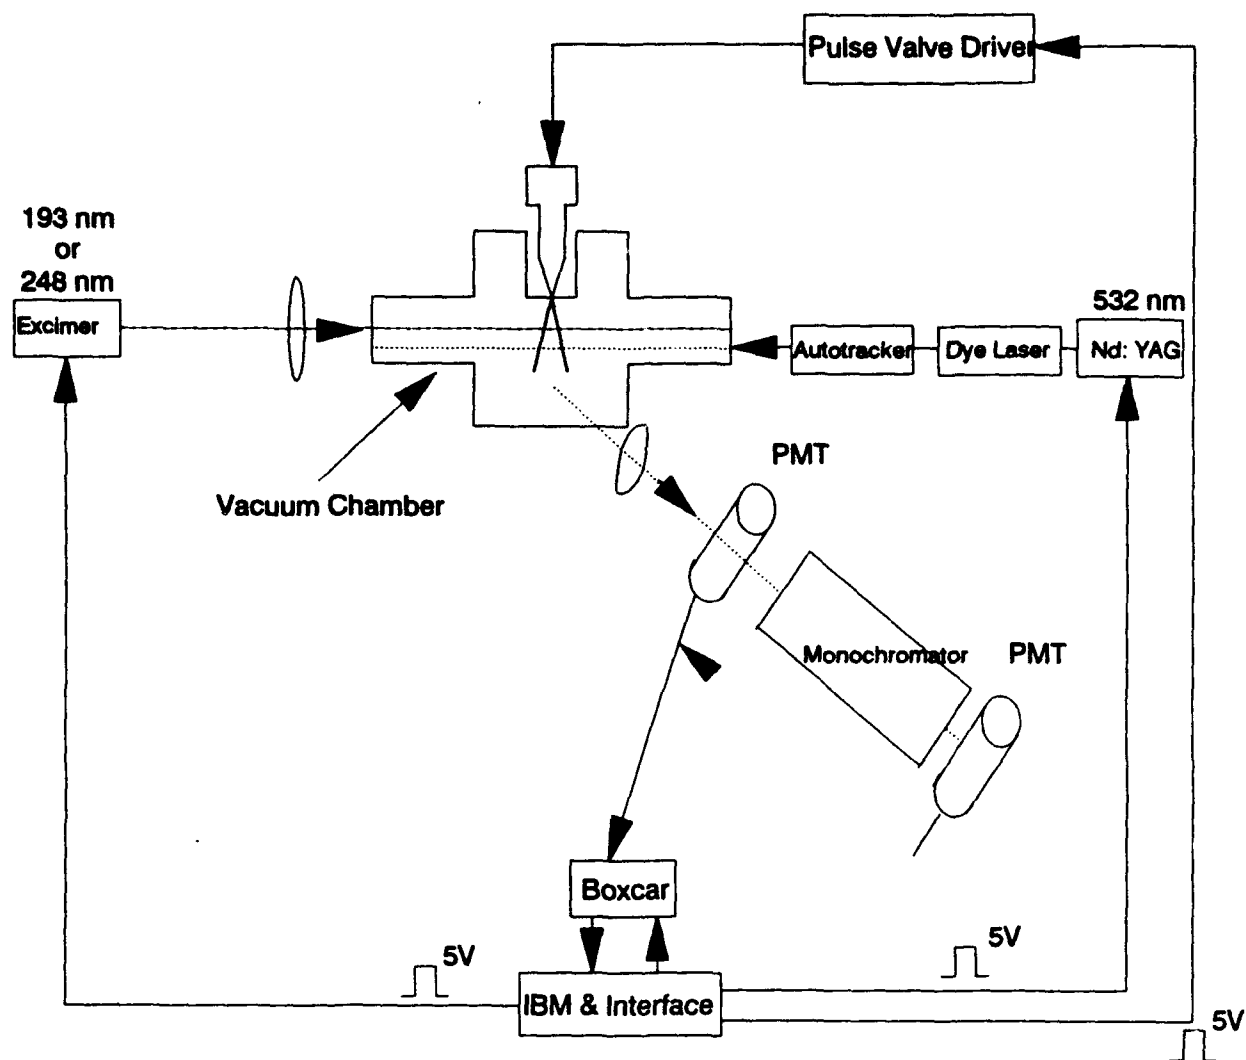 Pulse Valve Driver
193 nm
or
248 nm
Excimer
532 nm
Autotracker
Dye Laser
Nd: YAG
Vacuum Chamber
PMT
Monochromator
PMT
Boxcar
5V
5V
IBM & Interface
5V